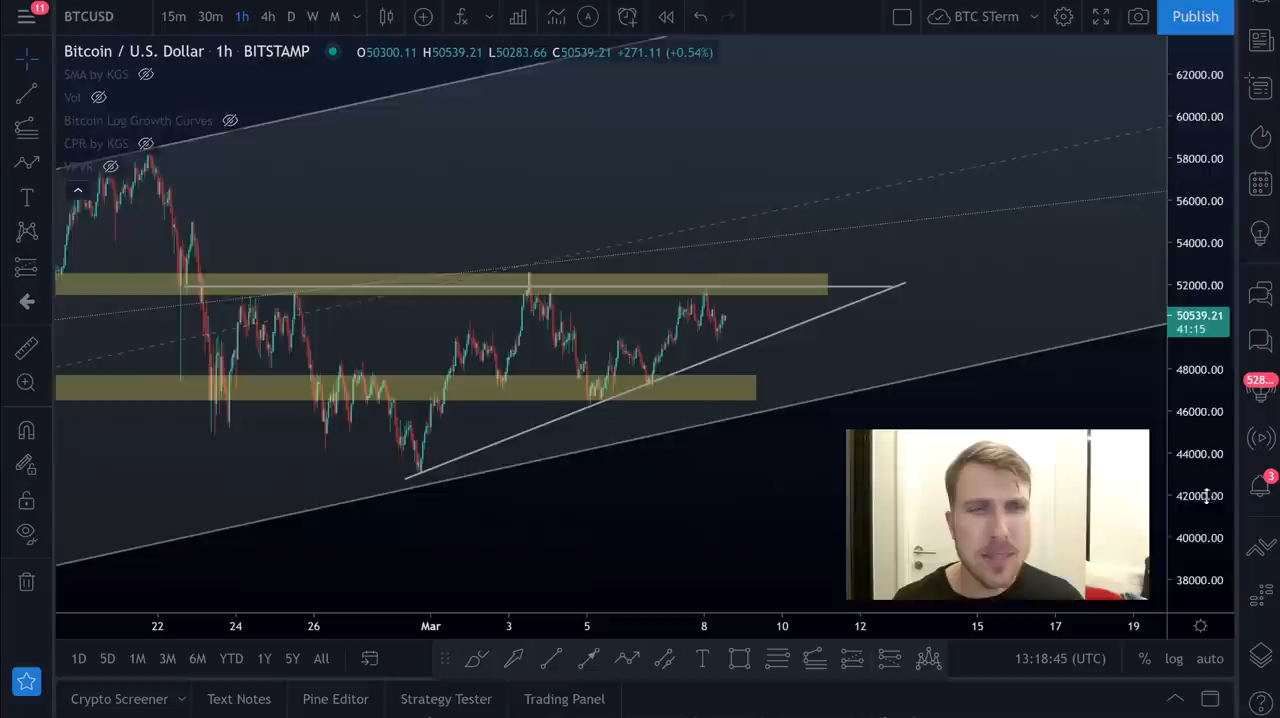 11
BTCUSD
15m 30m 1h 4h D W M
BTC STerm
Publish
Bitcoin / U.S. Dollar · 1h · BITSTAMP
O50300.11 H50539.21 L50283.66 C50539.21 +271.11 (+0.54%)
SMA by KGS
Vol
Bitcoin Log Growth Curves
CPR by KGS
VPVR
62000.00
60000.00
58000.00
56000.00
54000.00
52000.00
50539.21
41:15
48000.00
46000.00
44000.00
42000.00
40000.00
38000.00
528...
3
22 24 26 Mar 3 5 8 10 12 15 17 19
1D 5D 1M 3M 6M YTD 1Y 5Y All
13:18:45 (UTC) % log auto
Crypto Screener Text Notes Pine Editor Strategy Tester Trading Panel